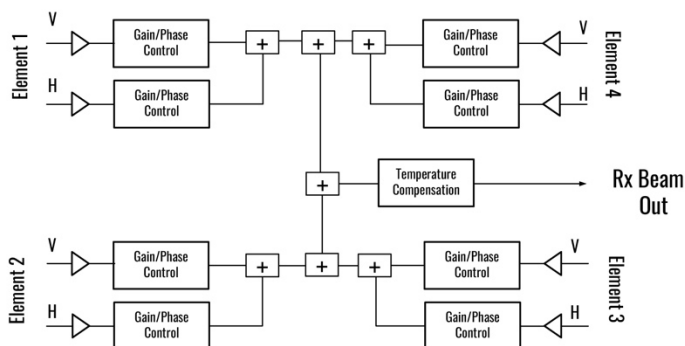 Element 1
V
Gain/Phase
Control
+
+
+
Gain/Phase
Control
V
Element 4
H
Gain/Phase
Control
Gain/Phase
Control
H
+
Temperature
Compensation
Rx Beam
Out
Element 2
V
Gain/Phase
Control
+
+
+
Gain/Phase
Control
V
Element 3
H
Gain/Phase
Control
Gain/Phase
Control
H